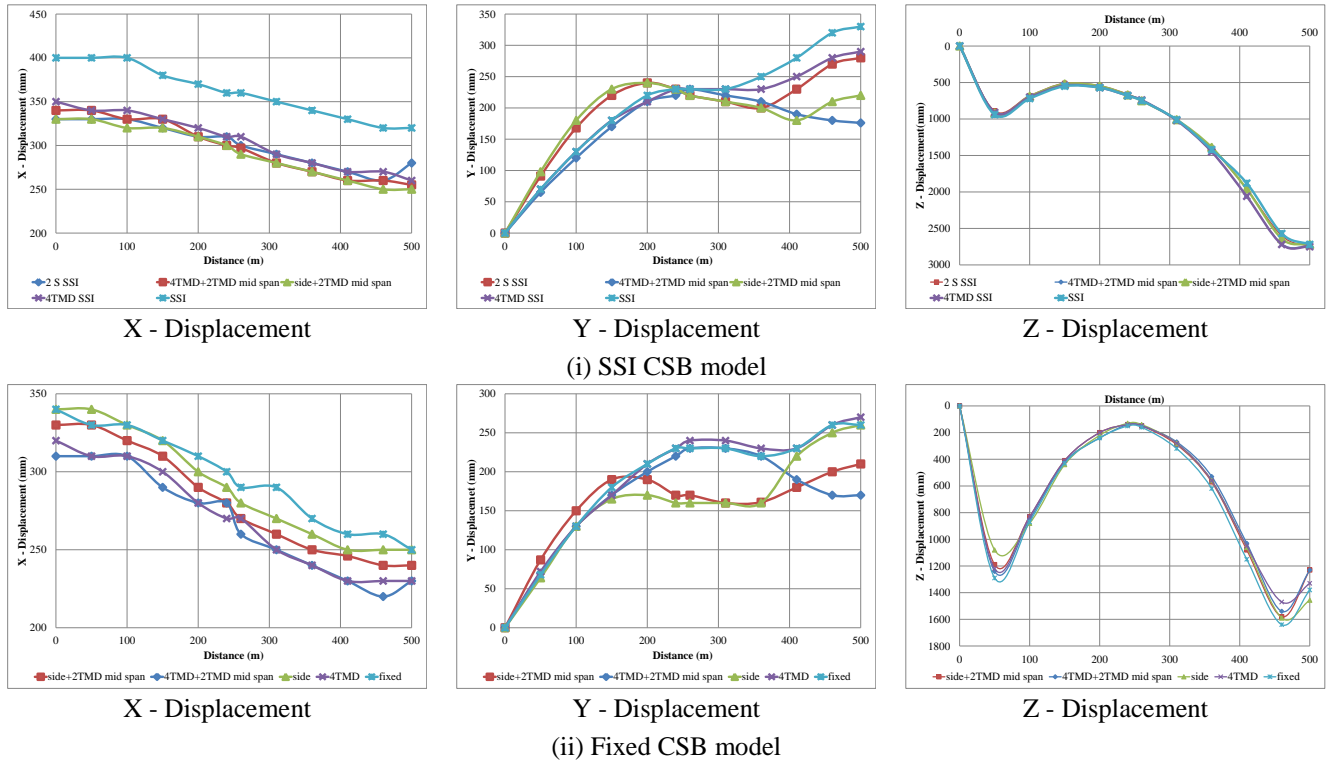 450
400
350
300
250
200
X - Displacement (mm)
0 100 200 300 400 500
Distance (m)
2 S SSI 4TMD+2TMD mid span side+2TMD mid span
4TMD SSI SSI
X - Displacement
350
300
250
200
150
100
50
0
Y - Displacement (mm)
0 100 200 300 400 500
Distance (m)
2 S SSI 4TMD+2TMD mid span side+2TMD mid span
4TMD SSI SSI
Y - Displacement
Distance (m)
0 100 200 300 400 500
0
500
1000
1500
2000
2500
3000
Z - Displacement(mm)
2 S SSI 4TMD+2TMD mid span side+2TMD mid span
4TMD SSI SSI
Z - Displacement
(i) SSI CSB model
350
300
250
200
X - Displacement (mm)
0 100 200 300 400 500
Distance (m)
side+2TMD mid span 4TMD+2TMD mid span side 4TMD fixed
X - Displacement
300
250
200
150
100
50
0
Y - Displacmnet (mm)
0 100 200 300 400 500
Distance (m)
side+2TMD mid span 4TMD+2TMD mid span side 4TMD fixed
Y - Displacement
Distance (m)
0 100 200 300 400 500
0
200
400
600
800
1000
1200
1400
1600
1800
Z - Displacement (mm)
side+2TMD mid span 4TMD+2TMD mid span side 4TMD fixed
Z - Displacement
(ii) Fixed CSB model